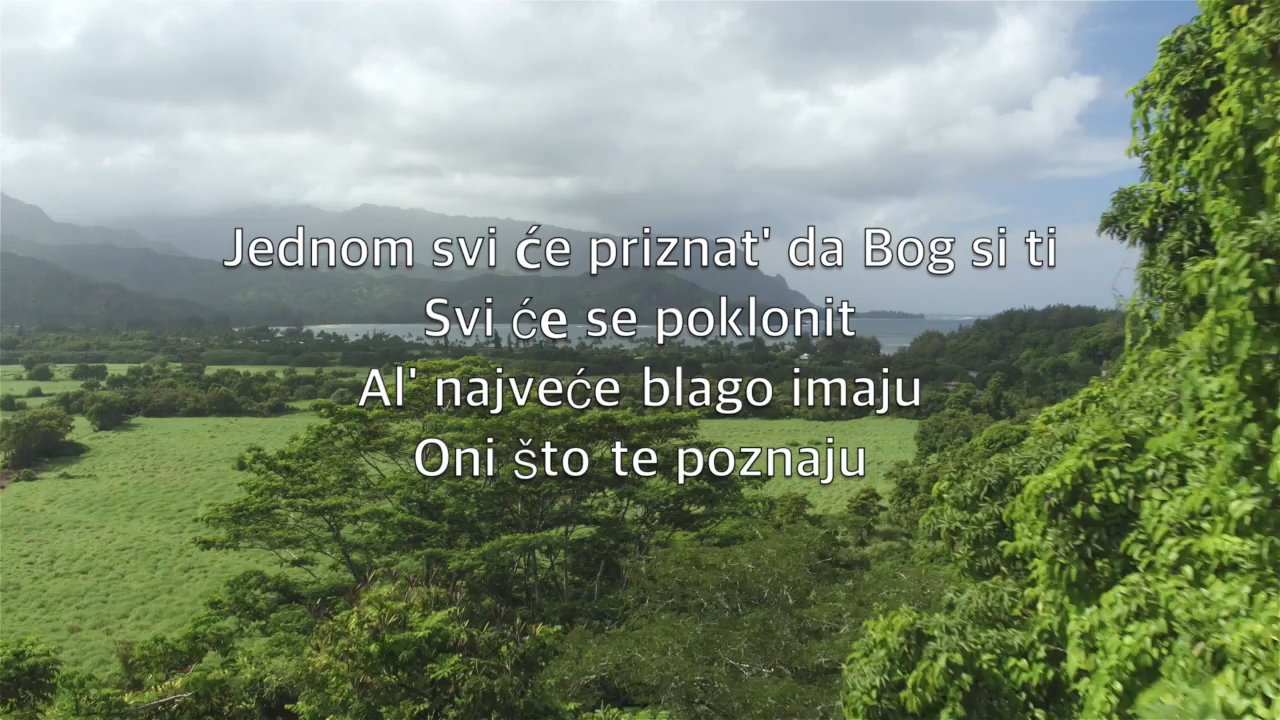 Jednom svi će priznat' da Bog si ti
Svi će se poklonit
Al' najveće blago imaju
Oni što te poznaju